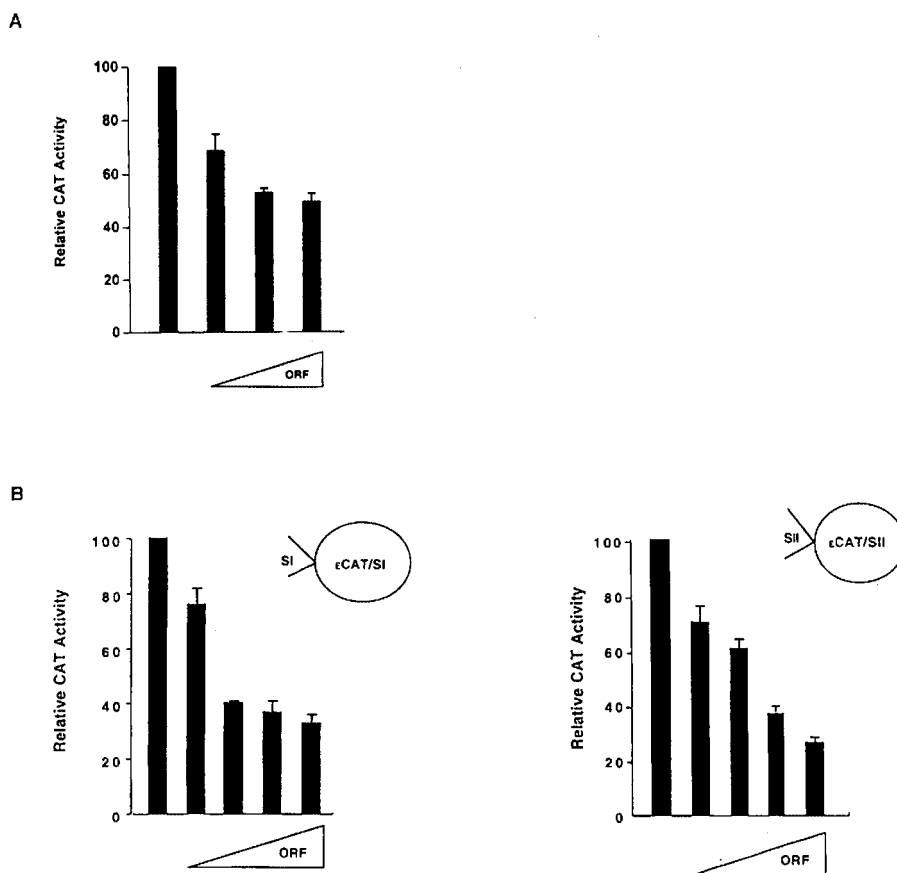 A
100
80
60
40
20
0
Relative CAT Activity
ORF
B
100
80
60
40
20
0
Relative CAT Activity
SI
εCAT/SI
ORF
100
80
60
40
20
0
Relative CAT Activity
SII
εCAT/SII
ORF